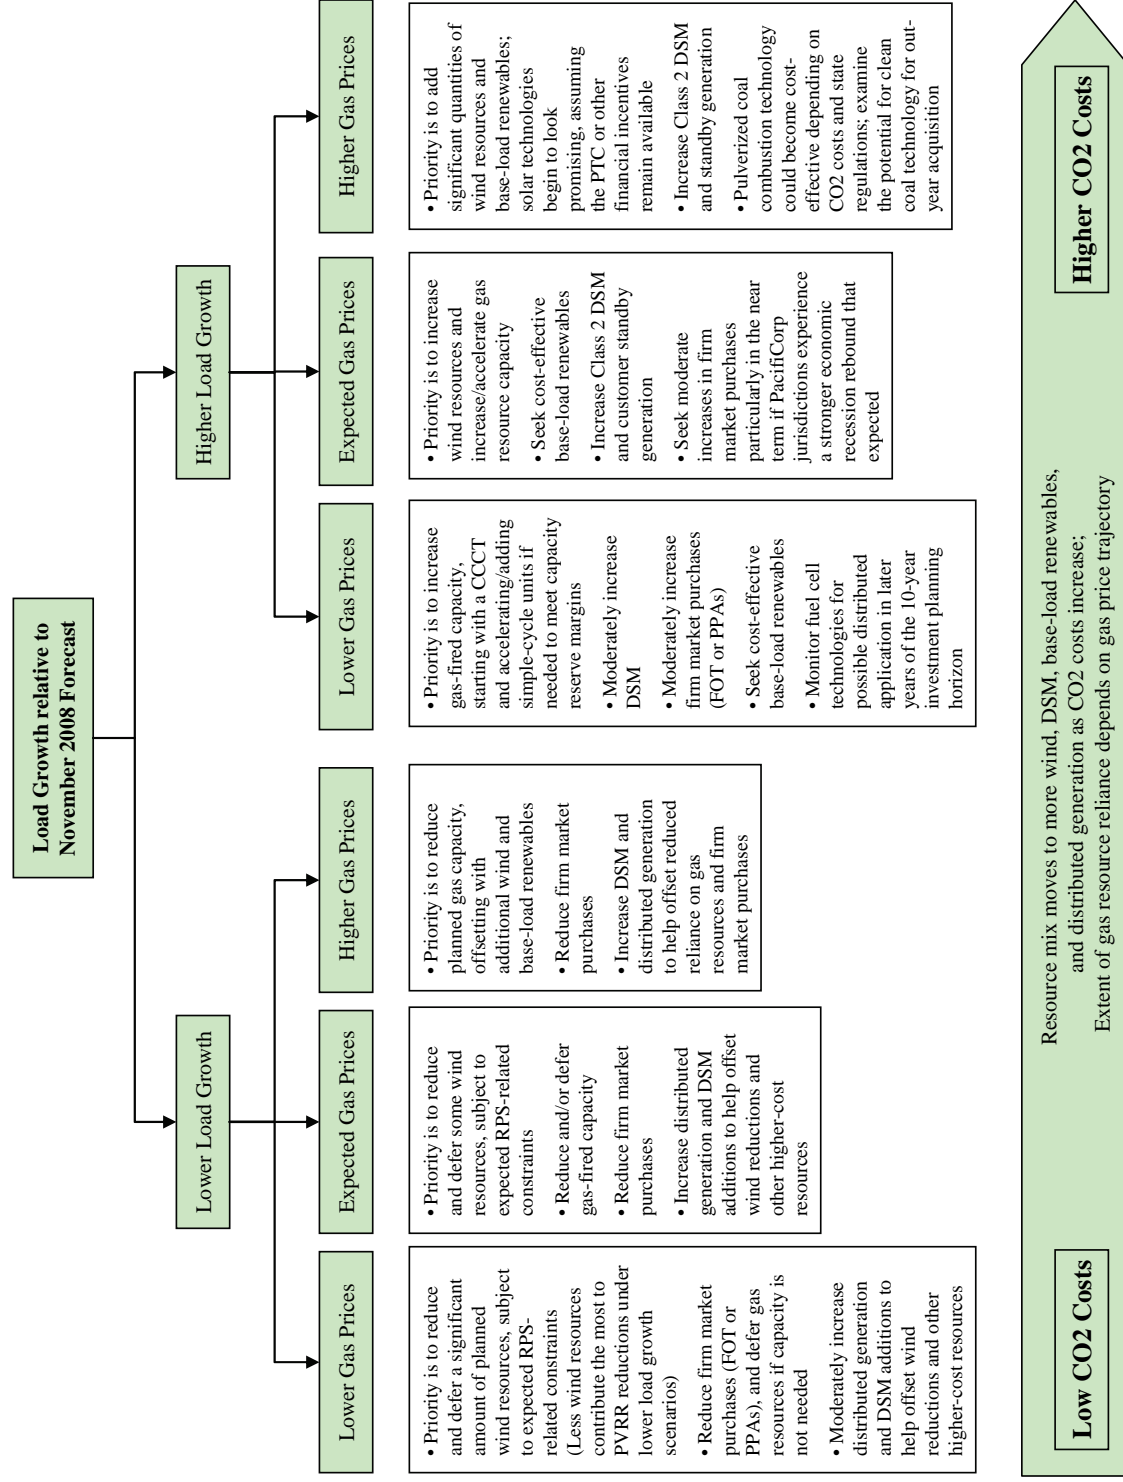 Load Growth relative to
November 2008 Forecast
Lower Load Growth
Higher Load Growth
Lower Gas Prices
Expected Gas Prices
Higher Gas Prices
Lower Gas Prices
Expected Gas Prices
Higher Gas Prices
• Priority is to reduce
and defer a significant
amount of planned
wind resources, subject
to expected RPS-
related constraints
(Less wind resources
contribute the most to
PVRR reductions under
lower load growth
scenarios)
• Reduce firm market
purchases (FOT or
PPAs), and defer gas
resources if capacity is
not needed
• Moderately increase
distributed generation
and DSM additions to
help offset wind
reductions and other
higher-cost resources
• Priority is to reduce
and defer some wind
resources, subject to
expected RPS-related
constraints
• Reduce and/or defer
gas-fired capacity
• Reduce firm market
purchases
• Increase distributed
generation and DSM
additions to help offset
wind reductions and
other higher-cost
resources
• Priority is to reduce
planned gas capacity,
offsetting with
additional wind and
base-load renewables
• Reduce firm market
purchases
• Increase DSM and
distributed generation
to help offset reduced
reliance on gas
resources and firm
market purchases
• Priority is to increase
gas-fired capacity,
starting with a CCCT
and accelerating/adding
simple-cycle units if
needed to meet capacity
reserve margins
• Moderately increase
DSM
• Moderately increase
firm market purchases
(FOT or PPAs)
• Seek cost-effective
base-load renewables
• Monitor fuel cell
technologies for
possible distributed
application in later
years of the 10-year
investment planning
horizon
• Priority is to increase
wind resources and
increase/accelerate gas
resource capacity
• Seek cost-effective
base-load renewables
• Increase Class 2 DSM
and customer standby
generation
• Seek moderate
increases in firm
market purchases
particularly in the near
term if PacifiCorp
jurisdictions experience
a stronger economic
recession rebound that
expected
• Priority is to add
significant quantities of
wind resources and
base-load renewables;
solar technologies
begin to look
promising, assuming
the PTC or other
financial incentives
remain available
• Increase Class 2 DSM
and standby generation
• Pulverized coal
combustion technology
could become cost-
effective depending on
CO2 costs and state
regulations; examine
the potential for clean
coal technology for out-
year acquisition
Low CO2 Costs
Resource mix moves to more wind, DSM, base-load renewables,
and distributed generation as CO2 costs increase;
Extent of gas resource reliance depends on gas price trajectory
Higher CO2 Costs